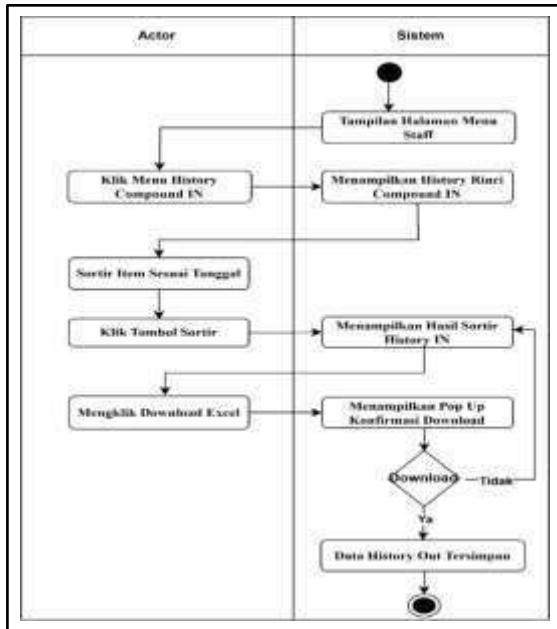 Actor
Sistem
Tampilan Halaman Menu
Staff
Klik Menu History
Compound IN
Menampilkan History Rinci
Compound IN
Sortir Item Sesuai Tanggal
Klik Tombol Sortir
Menampilkan Hasil Sortir
History IN
Mengklik Download Excel
Menampilkan Pop Up
Konfirmasi Download
Download
Tidak
Ya
Data History Out Tersimpan